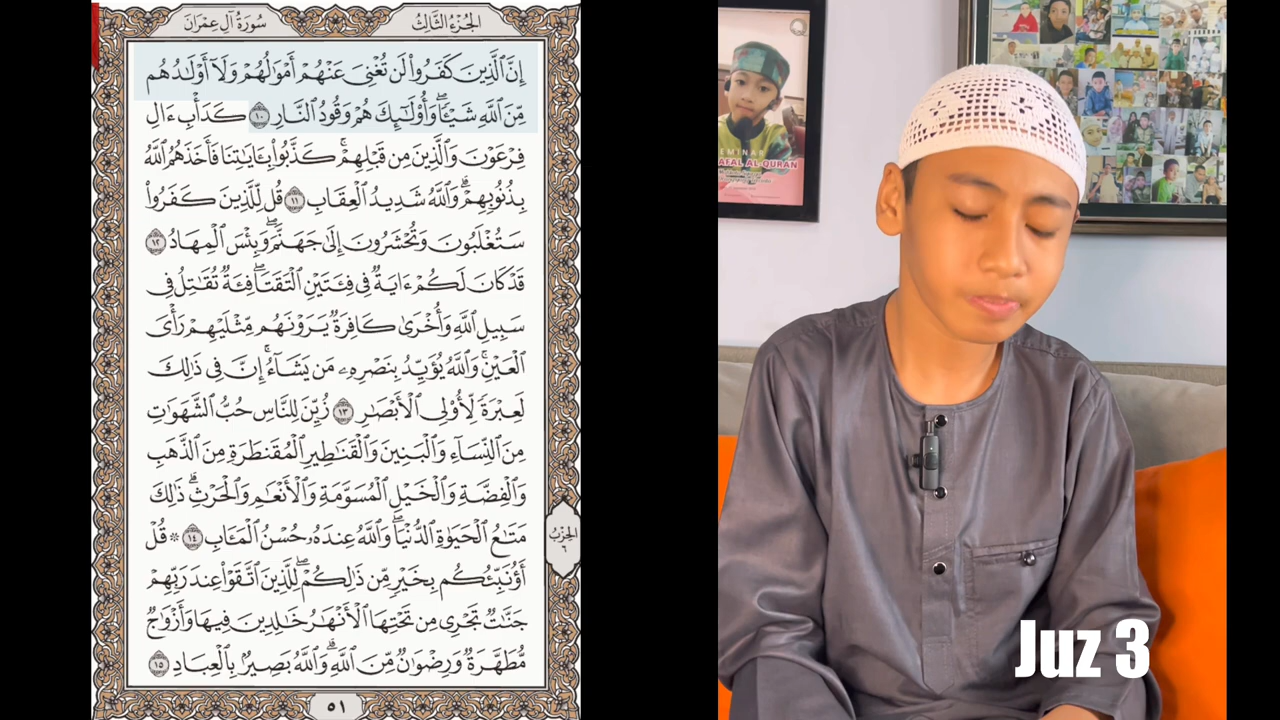 سُورَةُ آلِ عِمْرَانَ
الجُزْءُ الثَّالِثُ
إِنَّ ٱلَّذِينَ كَفَرُوا۟ لَن تُغْنِىَ عَنْهُمْ أَمْوَٰلُهُمْ وَلَآ أَوْلَـٰدُهُم
مِّنَ ٱللَّهِ شَيْـًٔا ۖ وَأُو۟لَـٰٓئِكَ هُمْ وَقُودُ ٱلنَّارِ ١٠ كَدَأْبِ ءَالِ
فِرْعَوْنَ وَٱلَّذِينَ مِن قَبْلِهِمْ ۚ كَذَّبُوا۟ بِـَٔايَـٰتِنَا فَأَخَذَهُمُ ٱللَّهُ
بِذُنُوبِهِمْ ۗ وَٱللَّهُ شَدِيدُ ٱلْعِقَابِ ١١ قُل لِّلَّذِينَ كَفَرُوا۟
سَتُغْلَبُونَ وَتُحْشَرُونَ إِلَىٰ جَهَنَّمَ ۚ وَبِئْسَ ٱلْمِهَادُ ١٢
قَدْ كَانَ لَكُمْ ءَايَةٌ فِى فِئَتَيْنِ ٱلْتَقَتَا ۖ فِئَةٌ تُقَـٰتِلُ فِى
سَبِيلِ ٱللَّهِ وَأُخْرَىٰ كَافِرَةٌ يَرَوْنَهُم مِّثْلَيْهِمْ رَأْىَ
ٱلْعَيْنِ ۚ وَٱللَّهُ يُؤَيِّدُ بِنَصْرِهِۦ مَن يَشَآءُ ۗ إِنَّ فِى ذَٰلِكَ
لَعِبْرَةً لِّأُو۟لِى ٱلْأَبْصَـٰرِ ١٣ زُيِّنَ لِلنَّاسِ حُبُّ ٱلشَّهَوَٰتِ
مِنَ ٱلنِّسَآءِ وَٱلْبَنِينَ وَٱلْقَنَـٰطِيرِ ٱلْمُقَنطَرَةِ مِنَ ٱلذَّهَبِ
وَٱلْفِضَّةِ وَٱلْخَيْلِ ٱلْمُسَوَّمَةِ وَٱلْأَنْعَـٰمِ وَٱلْحَرْثِ ۗ ذَٰلِكَ
مَتَـٰعُ ٱلْحَيَوٰةِ ٱلدُّنْيَا ۖ وَٱللَّهُ عِندَهُۥ حُسْنُ ٱلْمَـَٔابِ ١٤ ۞ قُلْ
أَؤُنَبِّئُكُم بِخَيْرٍ مِّن ذَٰلِكُمْ ۚ لِلَّذِينَ ٱتَّقَوْا۟ عِندَ رَبِّهِمْ
جَنَّـٰتٌ تَجْرِى مِن تَحْتِهَا ٱلْأَنْهَـٰرُ خَـٰلِدِينَ فِيهَا وَأَزْوَٰجٌ
مُّطَهَّرَةٌ وَرِضْوَٰنٌ مِّنَ ٱللَّهِ ۗ وَٱللَّهُ بَصِيرٌۢ بِٱلْعِبَادِ ١٥
الحِزْبُ
٦
٥١
EMINAR
AFAL AL-QURAN
Juz 3